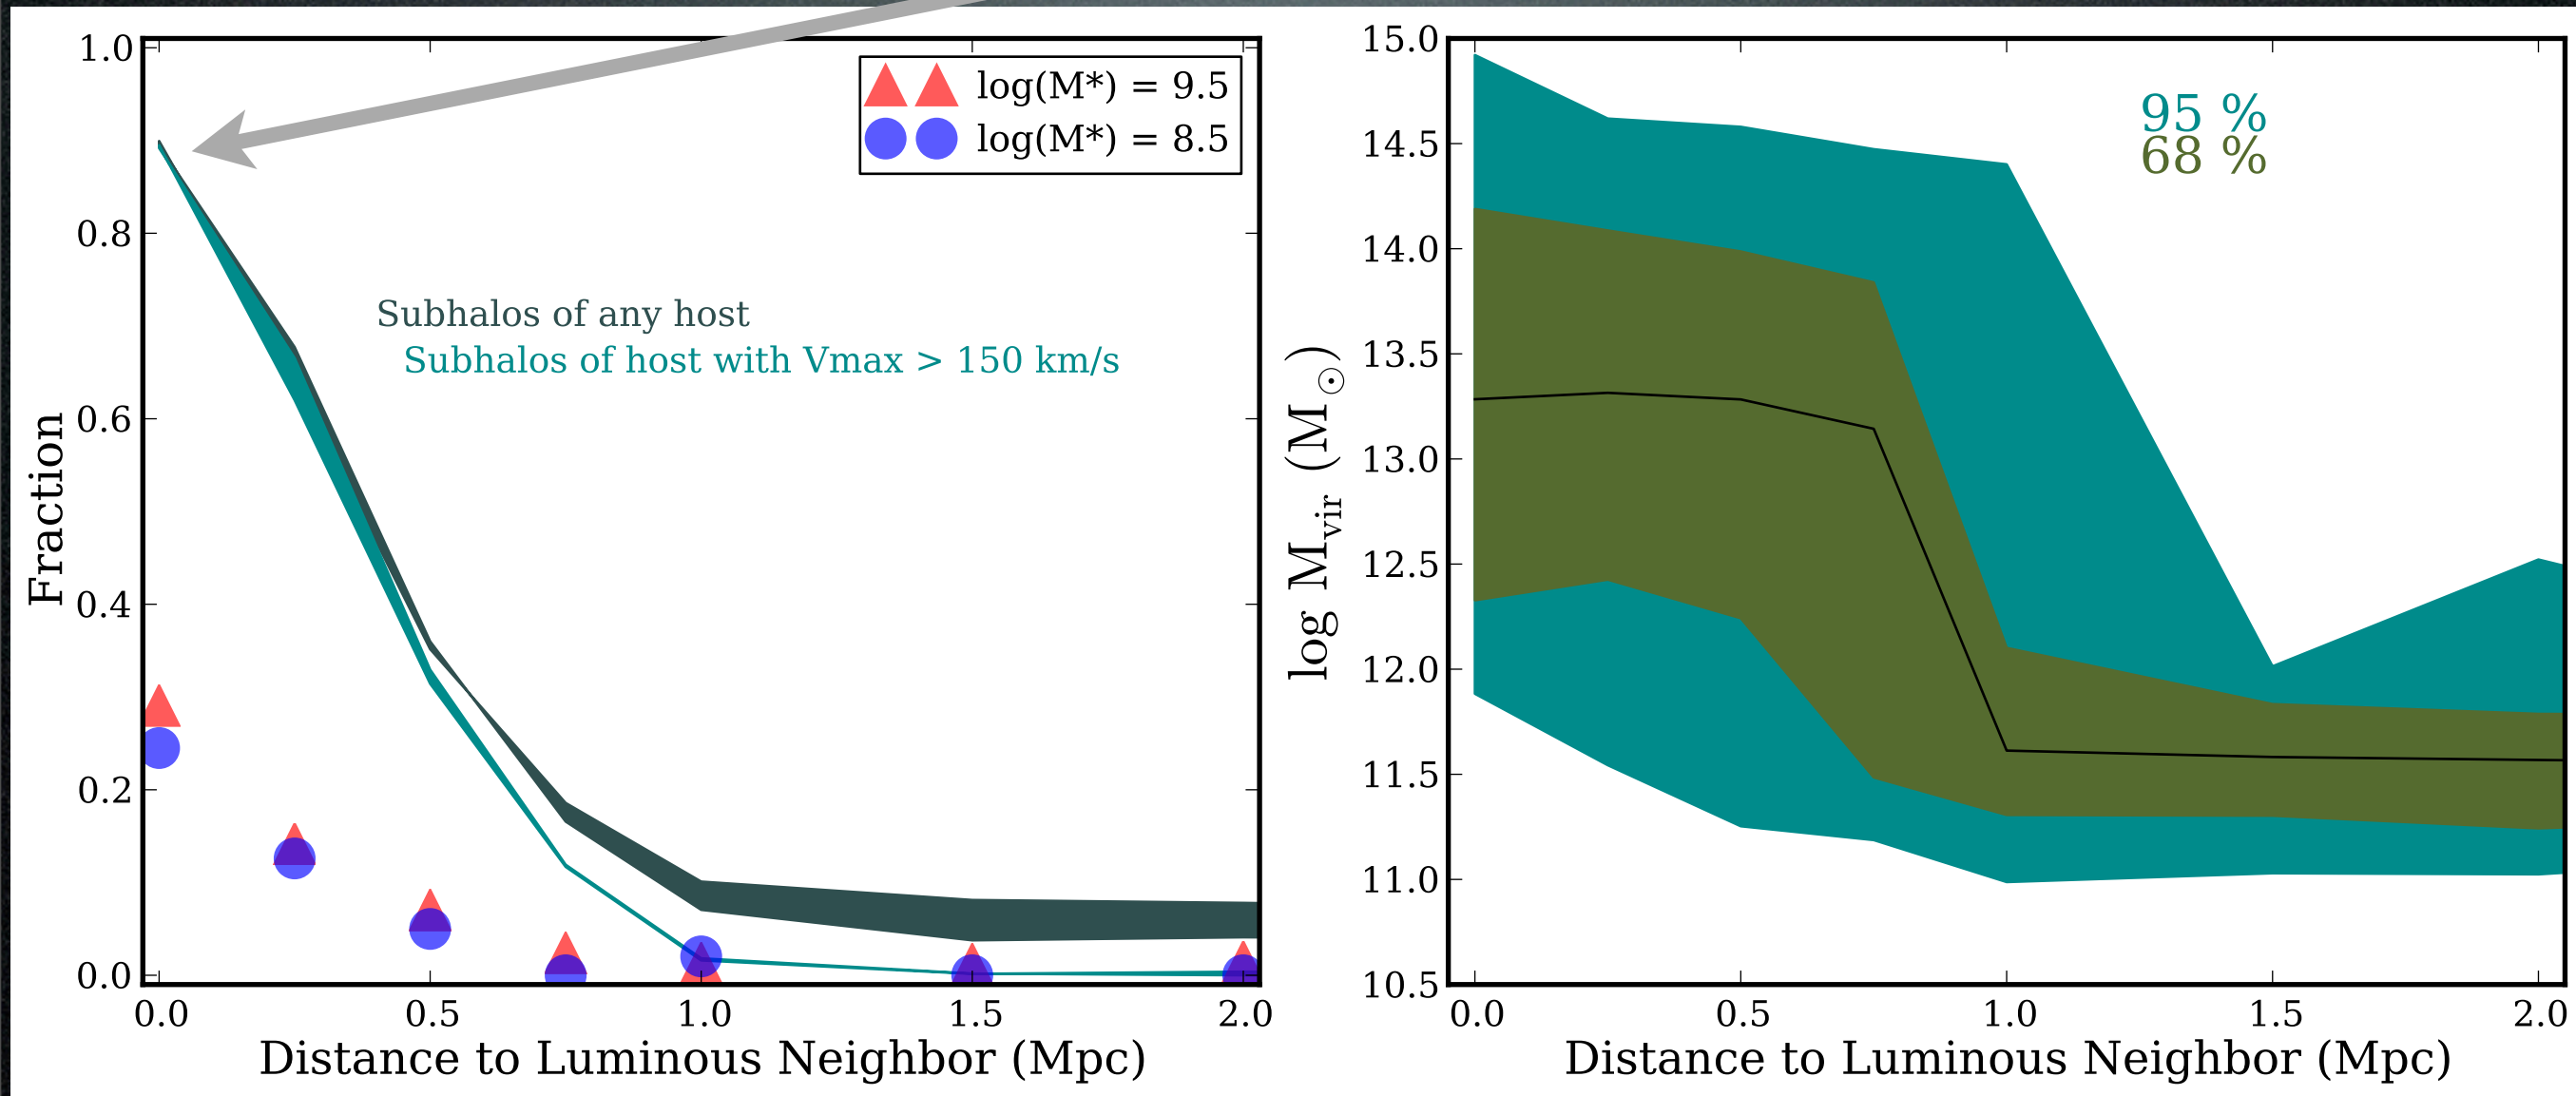 log(M*) = 9.5
log(M*) = 8.5
Subhalos of any host
Subhalos of host with Vmax > 150 km/s
Fraction
1.0
0.8
0.6
0.4
0.2
0.0
0.0 0.5 1.0 1.5 2.0
Distance to Luminous Neighbor (Mpc)
95 %
68 %
log M_vir (M_⊙)
15.0
14.5
14.0
13.5
13.0
12.5
12.0
11.5
11.0
10.5
0.0 0.5 1.0 1.5 2.0
Distance to Luminous Neighbor (Mpc)